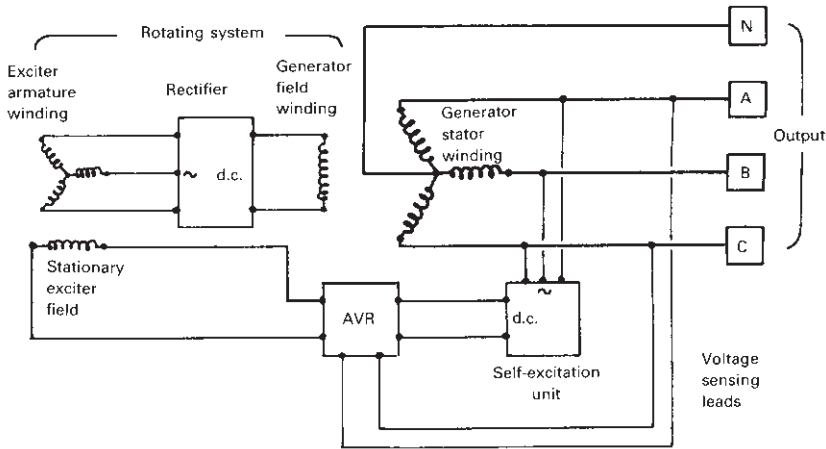 Rotating system
Exciter
armature
winding
Rectifier
Generator
field
winding
~
d.c.
Generator
stator
winding
N
A
B
C
Output
Stationary
exciter
field
AVR
~
d.c.
Self-excitation
unit
Voltage
sensing
leads